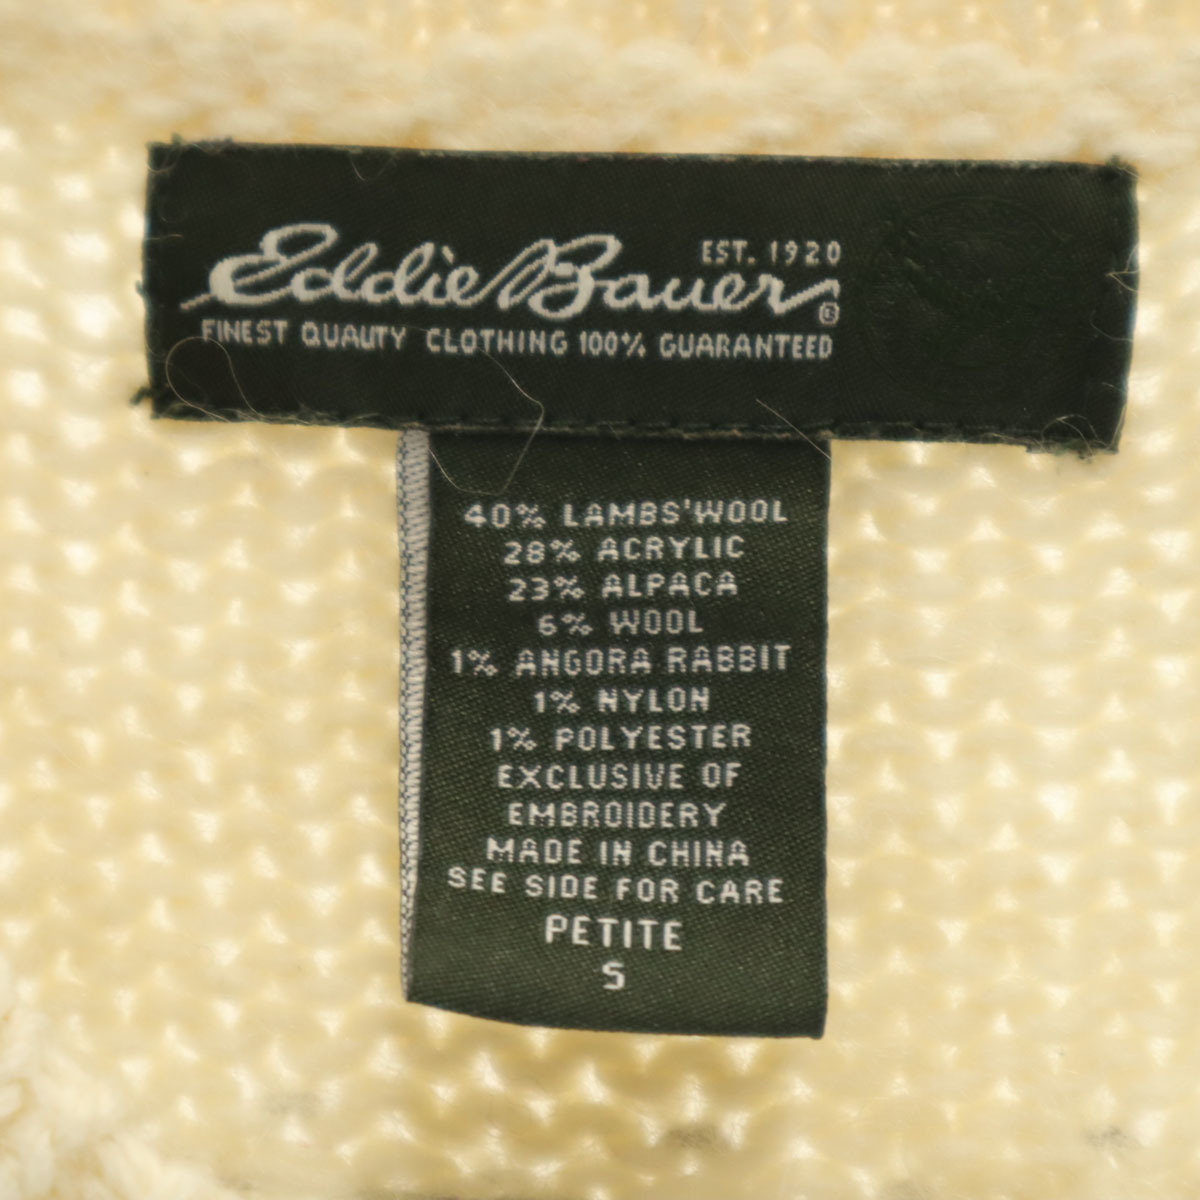 Eddie Bauer ®
EST. 1920
FINEST QUALITY CLOTHING 100% GUARANTEED
40% LAMBS'WOOL
28% ACRYLIC
23% ALPACA
6% WOOL
1% ANGORA RABBIT
1% NYLON
1% POLYESTER
EXCLUSIVE OF
EMBROIDERY
MADE IN CHINA
SEE SIDE FOR CARE
PETITE
S